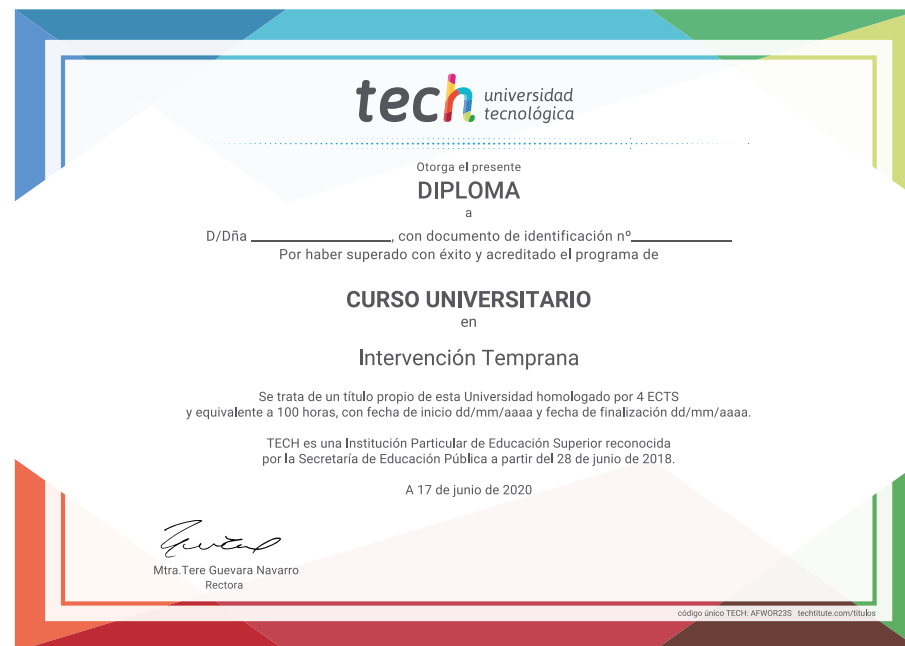 tech universidad
tecnológica
Otorga el presente
DIPLOMA
a
D/Dña ______________, con documento de identificación nº__________
Por haber superado con éxito y acreditado el programa de
CURSO UNIVERSITARIO
en
Intervención Temprana
Se trata de un título propio de esta Universidad homologado por 4 ECTS
y equivalente a 100 horas, con fecha de inicio dd/mm/aaaa y fecha de finalización dd/mm/aaaa.
TECH es una Institución Particular de Educación Superior reconocida
por la Secretaría de Educación Pública a partir del 28 de junio de 2018.
A 17 de junio de 2020
Mtra.Tere Guevara Navarro
Rectora
código único TECH: AFWOR23S techtitute.com/titulos